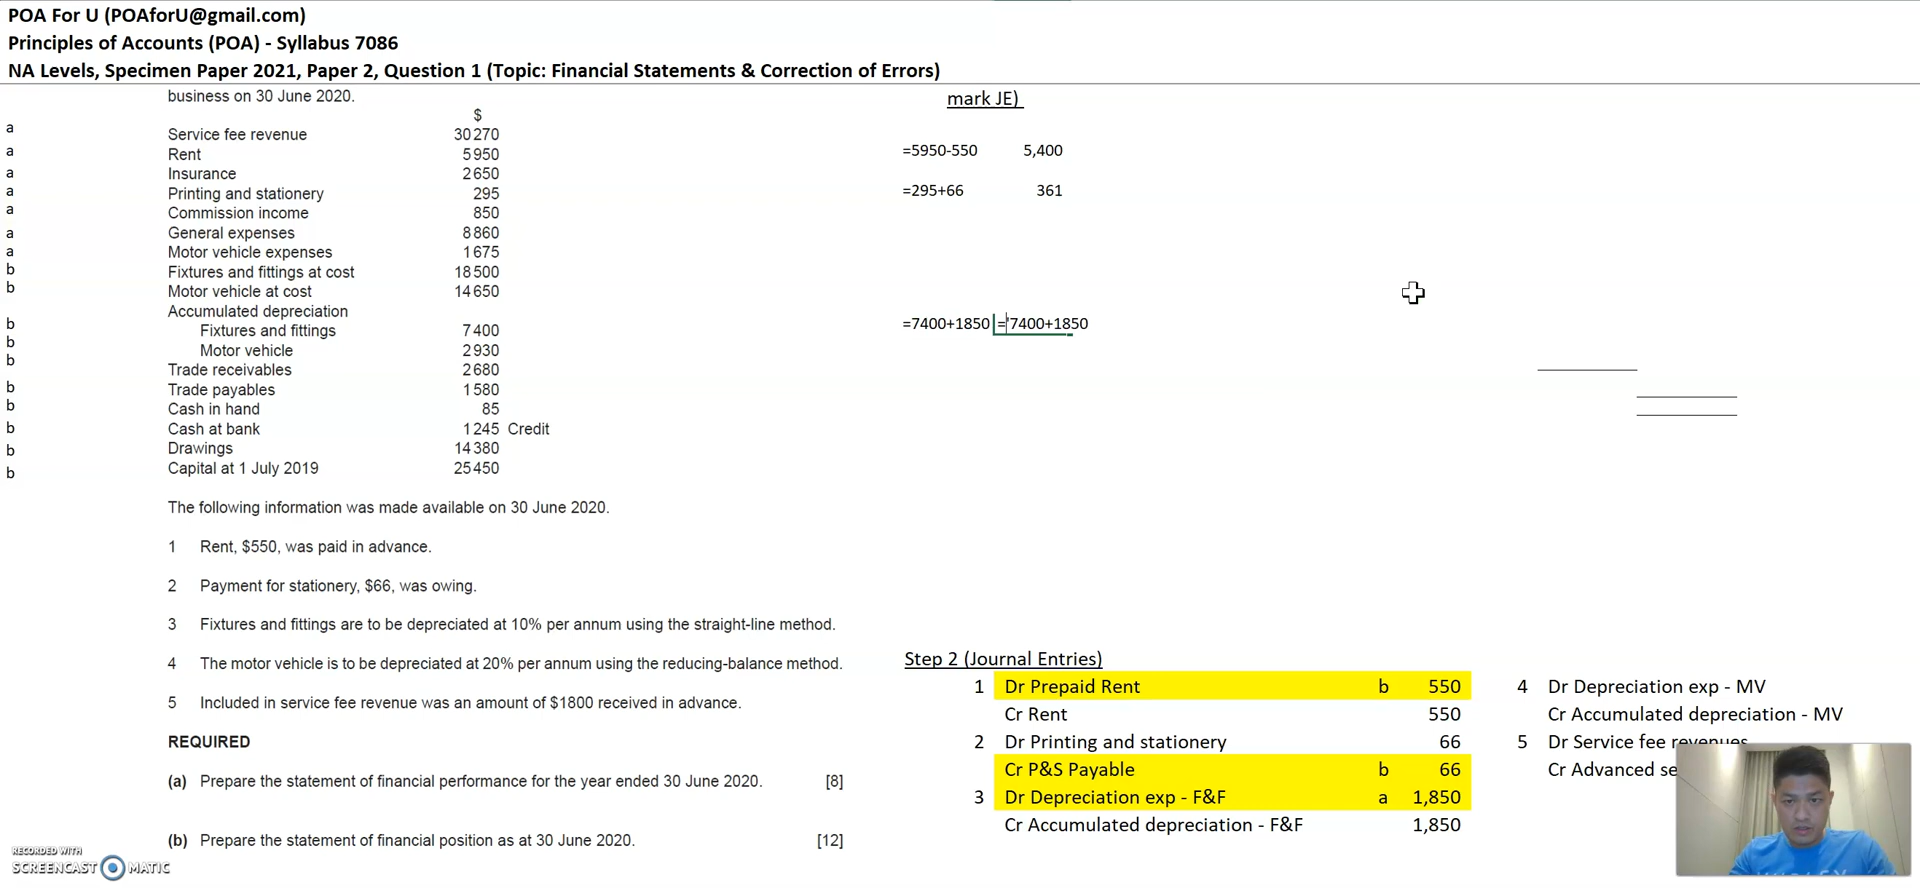 POA For U (POAforU@gmail.com)
Principles of Accounts (POA) - Syllabus 7086
NA Levels, Specimen Paper 2021, Paper 2, Question 1 (Topic: Financial Statements & Correction of Errors)
business on 30 June 2020.
mark JE)
$
a Service fee revenue 30270
a Rent 5950 =5950-550 5,400
a Insurance 2650
a Printing and stationery 295 =295+66 361
a Commission income 850
a General expenses 8860
a Motor vehicle expenses 1675
b Fixtures and fittings at cost 18500
b Motor vehicle at cost 14650
Accumulated depreciation
b Fixtures and fittings 7400 =7400+1850 ='7400+1850
b Motor vehicle 2930
b Trade receivables 2680
b Trade payables 1580
b Cash in hand 85
b Cash at bank 1245 Credit
b Drawings 14380
b Capital at 1 July 2019 25450
The following information was made available on 30 June 2020.
1 Rent, $550, was paid in advance.
2 Payment for stationery, $66, was owing.
3 Fixtures and fittings are to be depreciated at 10% per annum using the straight-line method.
4 The motor vehicle is to be depreciated at 20% per annum using the reducing-balance method.
5 Included in service fee revenue was an amount of $1800 received in advance.
REQUIRED
(a) Prepare the statement of financial performance for the year ended 30 June 2020. [8]
(b) Prepare the statement of financial position as at 30 June 2020. [12]
Step 2 (Journal Entries)
1 Dr Prepaid Rent b 550
Cr Rent 550
2 Dr Printing and stationery 66
Cr P&S Payable b 66
3 Dr Depreciation exp - F&F a 1,850
Cr Accumulated depreciation - F&F 1,850
4 Dr Depreciation exp - MV
Cr Accumulated depreciation - MV
5 Dr Service fee revenues
Cr Advanced se
RECORDED WITH
SCREENCAST MATIC